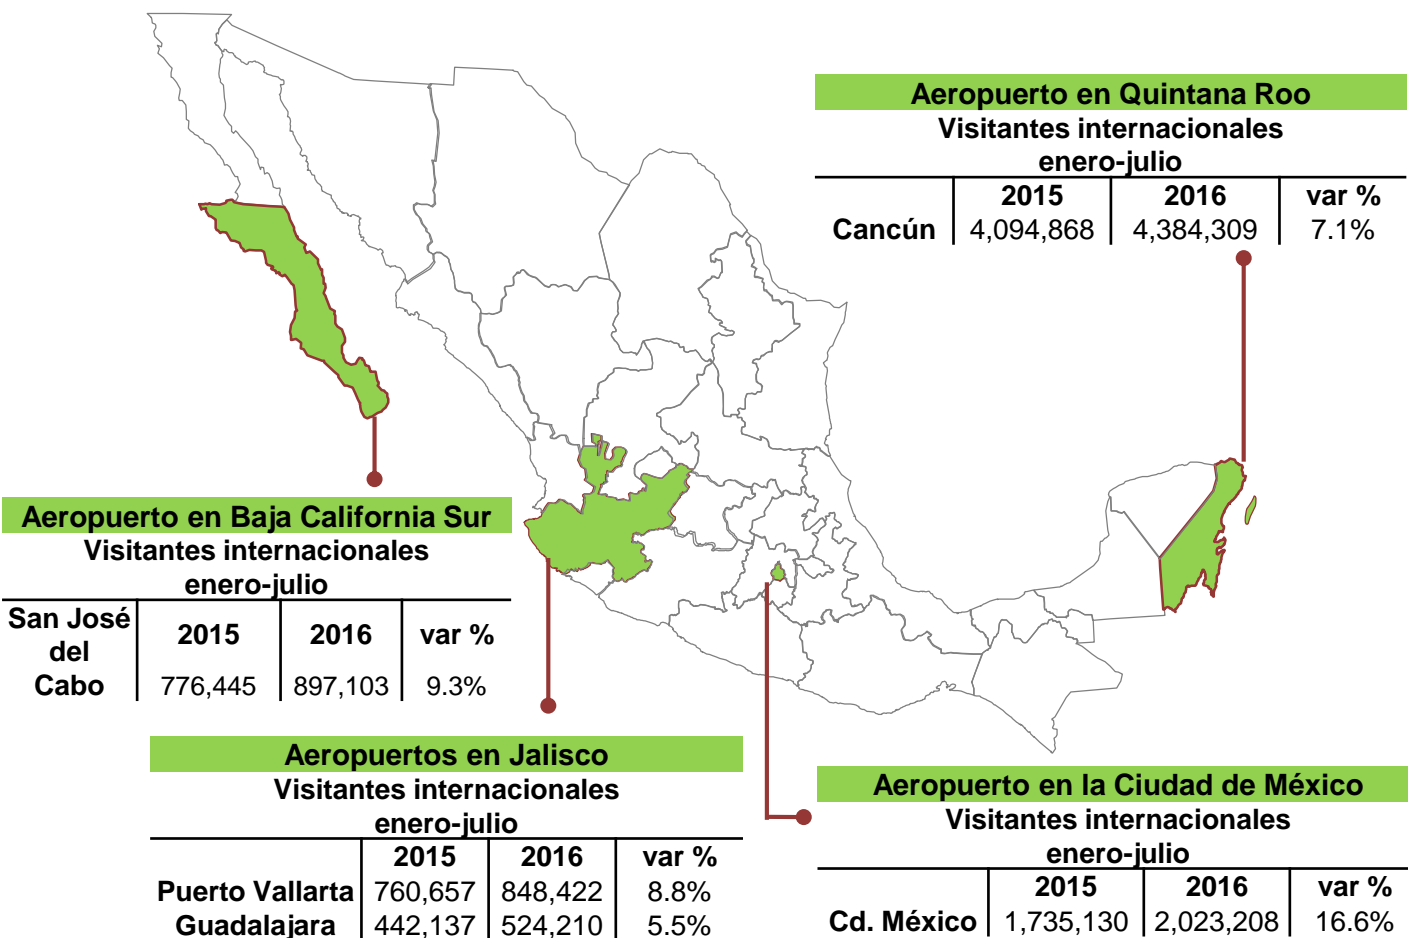 Aeropuerto en Quintana Roo
Visitantes internacionales
enero-julio
2015 2016 var %
Cancún 4,094,868 4,384,309 7.1%
Aeropuerto en Baja California Sur
Visitantes internacionales
enero-julio
San José
del
Cabo
2015 2016 var %
776,445 897,103 9.3%
Aeropuertos en Jalisco
Visitantes internacionales
enero-julio
2015 2016 var %
Puerto Vallarta 760,657 848,422 8.8%
Guadalajara 442,137 524,210 5.5%
Aeropuerto en la Ciudad de México
Visitantes internacionales
enero-julio
2015 2016 var %
Cd. México 1,735,130 2,023,208 16.6%